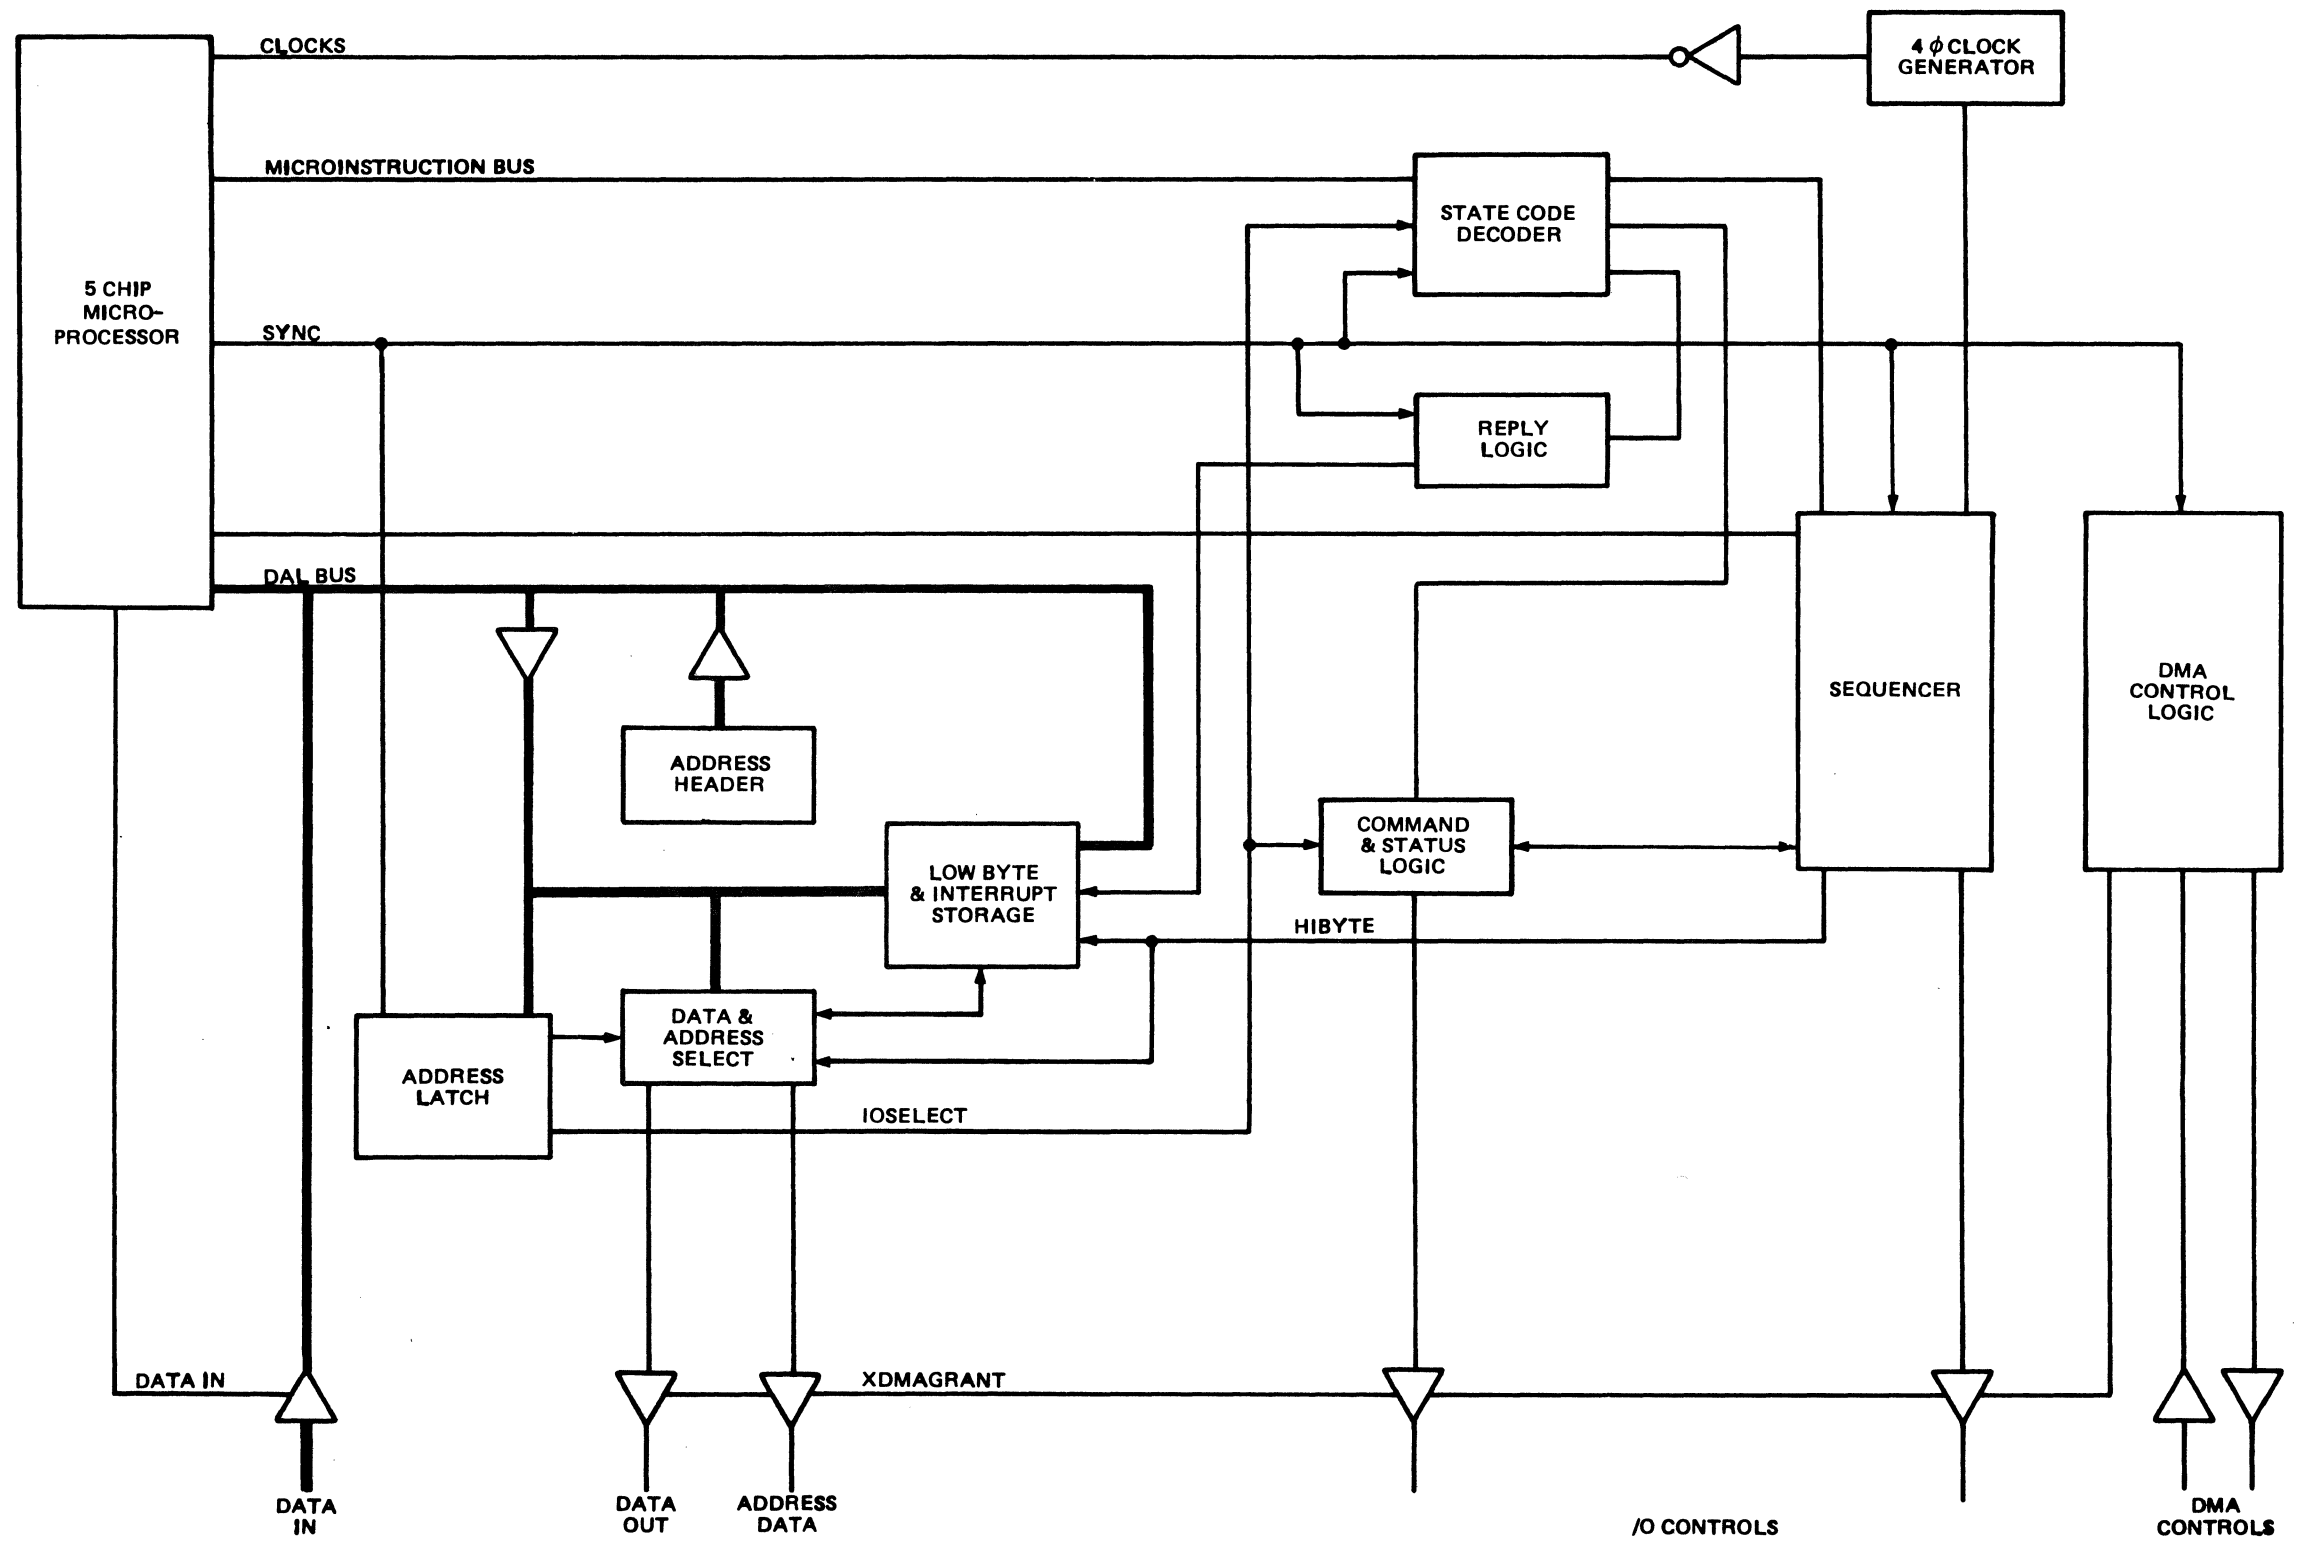 CLOCKS
4 ϕ CLOCK
GENERATOR
MICROINSTRUCTION BUS
STATE CODE
DECODER
5 CHIP
MICRO-
PROCESSOR
SYNC
REPLY
LOGIC
DAL BUS
SEQUENCER
DMA
CONTROL
LOGIC
ADDRESS
HEADER
COMMAND
& STATUS
LOGIC
LOW BYTE
& INTERRUPT
STORAGE
HIBYTE
DATA &
ADDRESS
SELECT
ADDRESS
LATCH
IOSELECT
DATA IN
XDMAGRANT
DATA
IN
DATA
OUT
ADDRESS
DATA
/O CONTROLS
DMA
CONTROLS